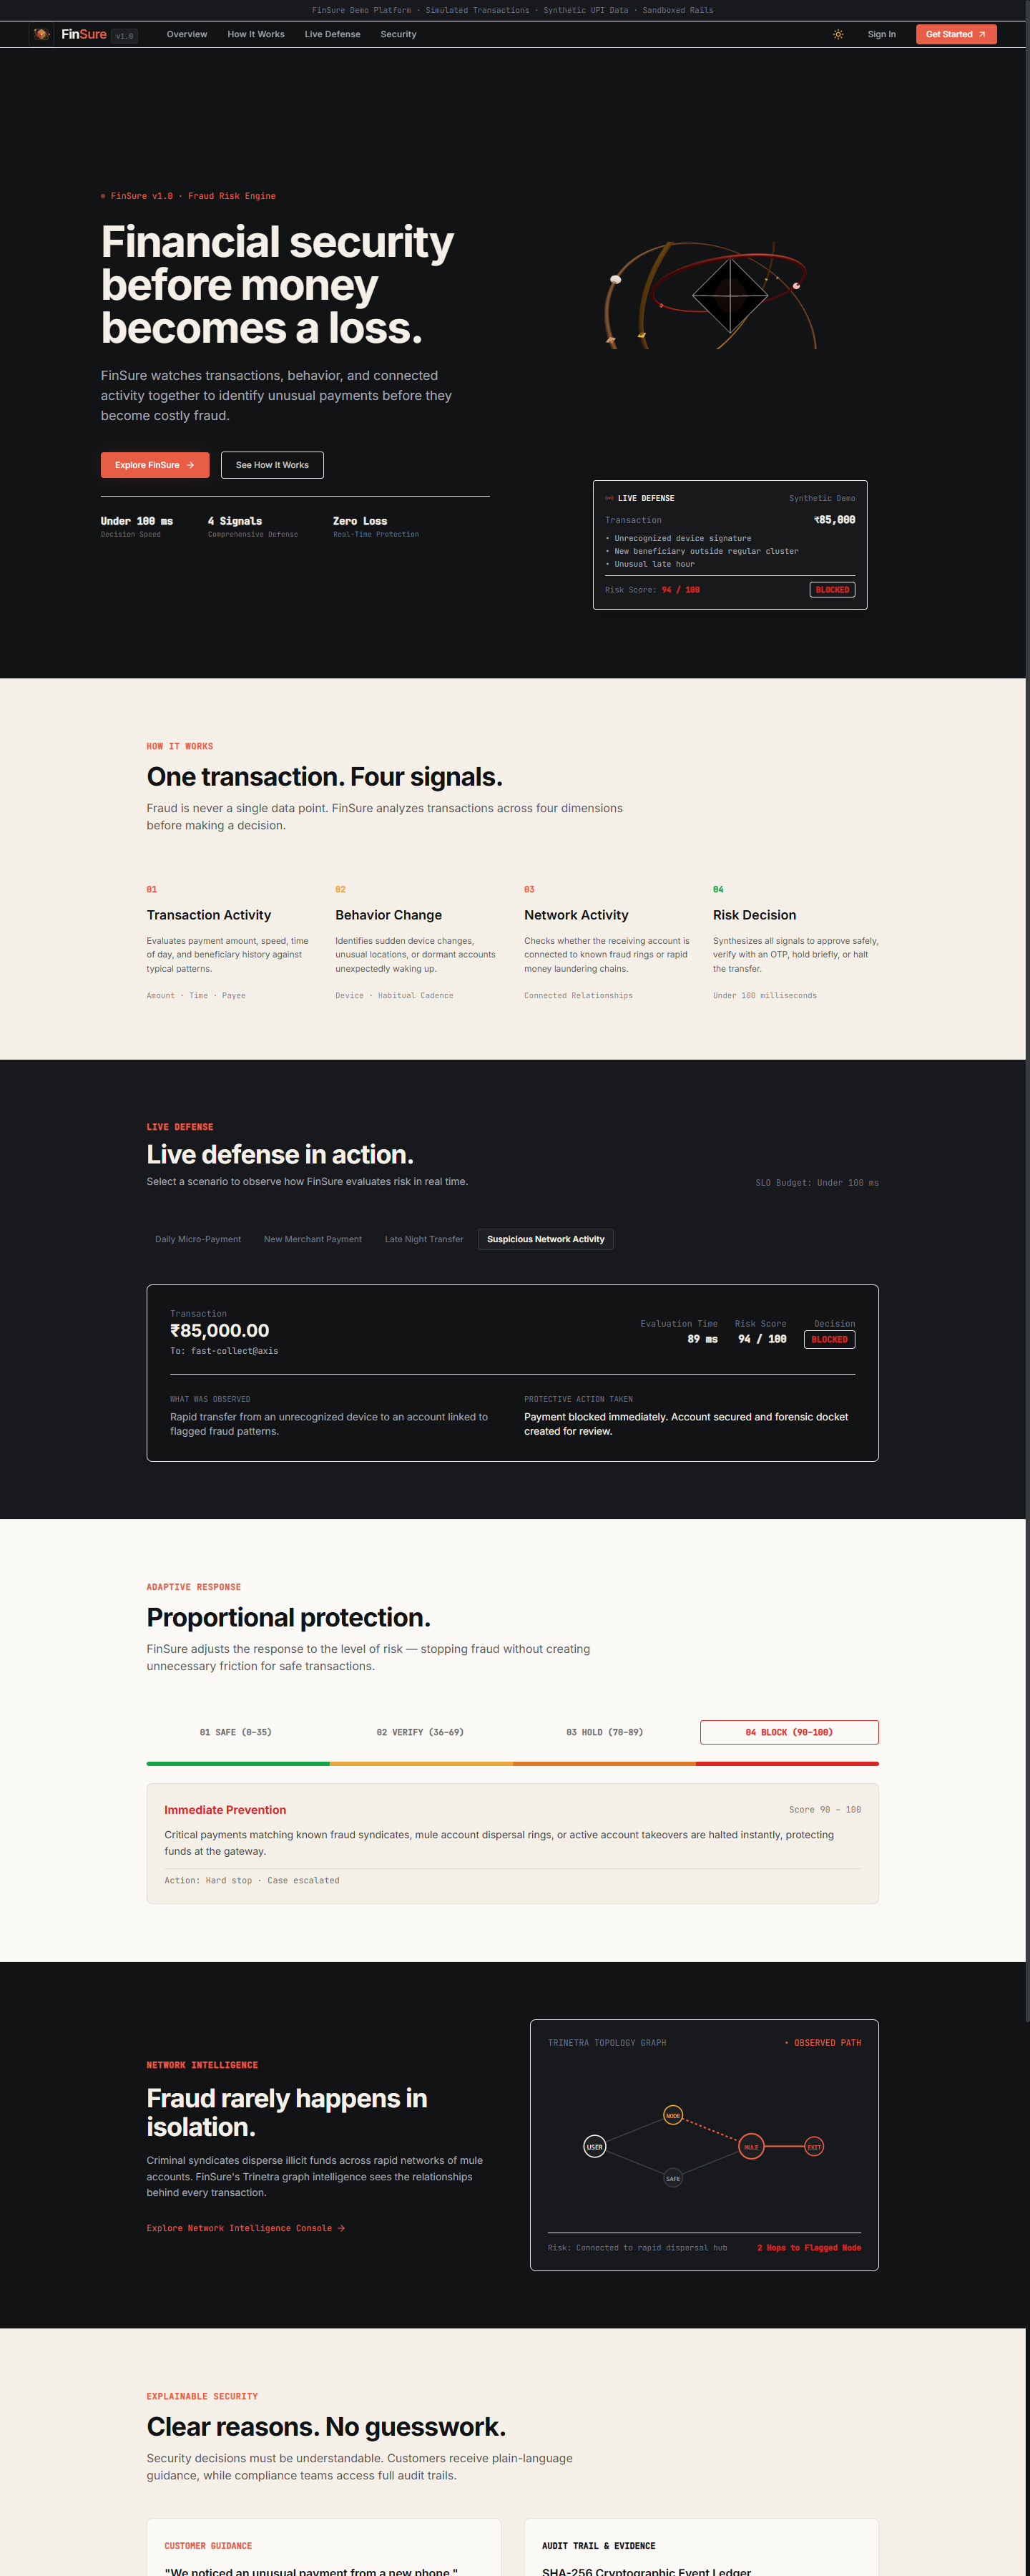 FinSure Demo Platform · Simulated Transactions · Synthetic UPI Data · Sandboxed Rails
FinSure v1.0 Overview How It Works Live Defense Security Sign In Get Started
FinSure v1.0 · Fraud Risk Engine
Financial security
before money
becomes a loss.
FinSure watches transactions, behavior, and connected
activity together to identify unusual payments before they
become costly fraud.
Explore FinSure → See How It Works
Under 100 ms 4 Signals Zero Loss
Decision Speed Comprehensive Defense Real-Time Protection
LIVE DEFENSE Synthetic Demo
Transaction ₹85,000
• Unrecognized device signature
• New beneficiary outside regular cluster
• Unusual late hour
Risk Score: 94 / 100 BLOCKED
HOW IT WORKS
One transaction. Four signals.
Fraud is never a single data point. FinSure analyzes transactions across four dimensions
before making a decision.
01
Transaction Activity
Evaluates payment amount, speed, time
of day, and beneficiary history against
typical patterns.
Amount · Time · Payee
02
Behavior Change
Identifies sudden device changes,
unusual locations, or dormant accounts
unexpectedly waking up.
Device · Habitual Cadence
03
Network Activity
Checks whether the receiving account is
connected to known fraud rings or rapid
money laundering chains.
Connected Relationships
04
Risk Decision
Synthesizes all signals to approve safely,
verify with an OTP, hold briefly, or halt
the transfer.
Under 100 milliseconds
LIVE DEFENSE
Live defense in action.
Select a scenario to observe how FinSure evaluates risk in real time.
SLO Budget: Under 100 ms
Daily Micro-Payment New Merchant Payment Late Night Transfer Suspicious Network Activity
Transaction
₹85,000.00
To: fast-collect@axis
Evaluation Time Risk Score Decision
89 ms 94 / 100 BLOCKED
WHAT WAS OBSERVED
Rapid transfer from an unrecognized device to an account linked to
flagged fraud patterns.
PROTECTIVE ACTION TAKEN
Payment blocked immediately. Account secured and forensic docket
created for review.
ADAPTIVE RESPONSE
Proportional protection.
FinSure adjusts the response to the level of risk — stopping fraud without creating
unnecessary friction for safe transactions.
01 SAFE (0–35) 02 VERIFY (36–69) 03 HOLD (70–89) 04 BLOCK (90–100)
Immediate Prevention Score 90 – 100
Critical payments matching known fraud syndicates, mule account dispersal rings, or active account takeovers are halted instantly, protecting
funds at the gateway.
Action: Hard stop · Case escalated
NETWORK INTELLIGENCE
Fraud rarely happens in
isolation.
Criminal syndicates disperse illicit funds across rapid networks of mule
accounts. FinSure's Trinetra graph intelligence sees the relationships
behind every transaction.
Explore Network Intelligence Console →
TRINETRA TOPOLOGY GRAPH • OBSERVED PATH
NODE
USER MULE EXIT
SAFE
Risk: Connected to rapid dispersal hub 2 Hops to Flagged Node
EXPLAINABLE SECURITY
Clear reasons. No guesswork.
Security decisions must be understandable. Customers receive plain-language
guidance, while compliance teams access full audit trails.
CUSTOMER GUIDANCE
"We noticed an unusual payment from a new phone."
AUDIT TRAIL & EVIDENCE
SHA-256 Cryptographic Event Ledger